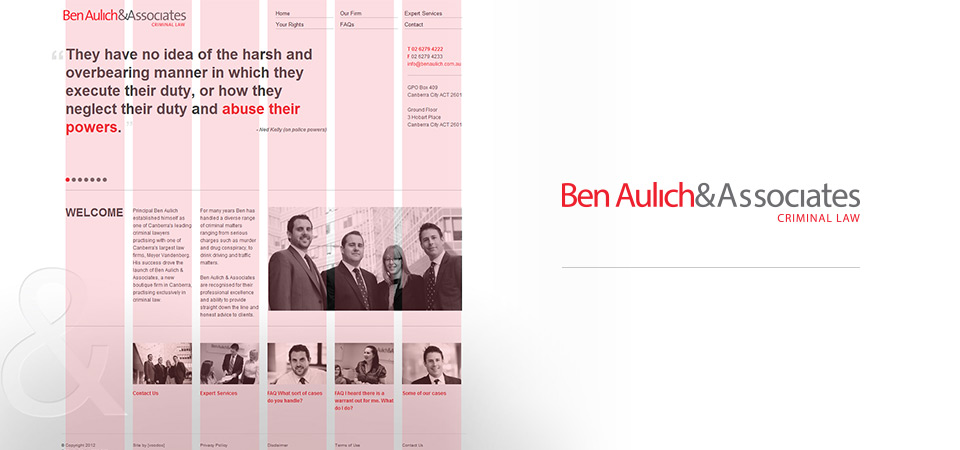 Ben Aulich&Associates
CRIMINAL LAW
Home
Our Firm
Expert Services
Your Rights
FAQs
Contact
“They have no idea of the harsh and
overbearing manner in which they
execute their duty, or how they
neglect their duty and abuse their
powers. ”
- Ned Kelly (on police powers)
T 02 6279 4222
F 02 6279 4233
info@benaulich.com.au
GPO Box 409
Canberra City ACT 2601
Ground Floor
3 Hobart Place
Canberra City ACT 2601
WELCOME
Principal Ben Aulich
established himself as
one of Canberra's leading
criminal lawyers
practising with one of
Canberra's largest law
firms, Meyer Vandenberg.
His success drove the
launch of Ben Aulich &
Associates, a new
boutique firm in Canberra,
practising exclusively in
criminal law.
For many years Ben has
handled a diverse range
of criminal matters
ranging from serious
charges such as murder
and drug conspiracy, to
drink driving and traffic
matters.
Ben Aulich & Associates
are recognised for their
professional excellence
and ability to provide
straight down the line and
honest advice to clients.
&
Contact Us
Expert Services
FAQ What sort of cases
do you handle?
FAQ I heard there is a
warrant out for me. What
do I do?
Some of our cases
© Copyright 2012
Site by [voodoo]
Privacy Policy
Disclaimer
Terms of Use
Contact Us
Ben Aulich&Associates
CRIMINAL LAW